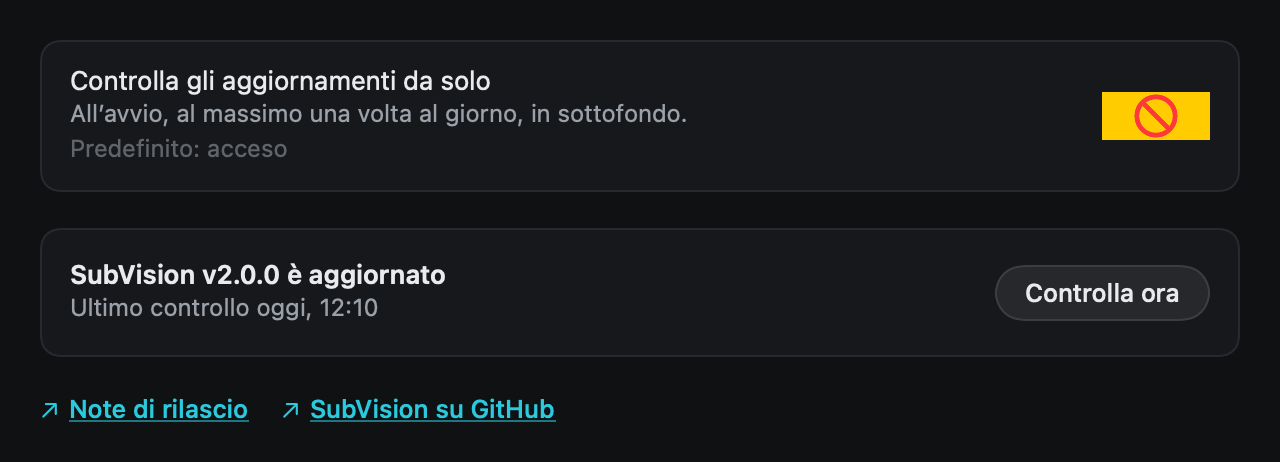 Controlla gli aggiornamenti da solo
All’avvio, al massimo una volta al giorno, in sottofondo.
Predefinito: acceso
SubVision v2.0.0 è aggiornato
Ultimo controllo oggi, 12:10
Controlla ora
Note di rilascio
SubVision su GitHub